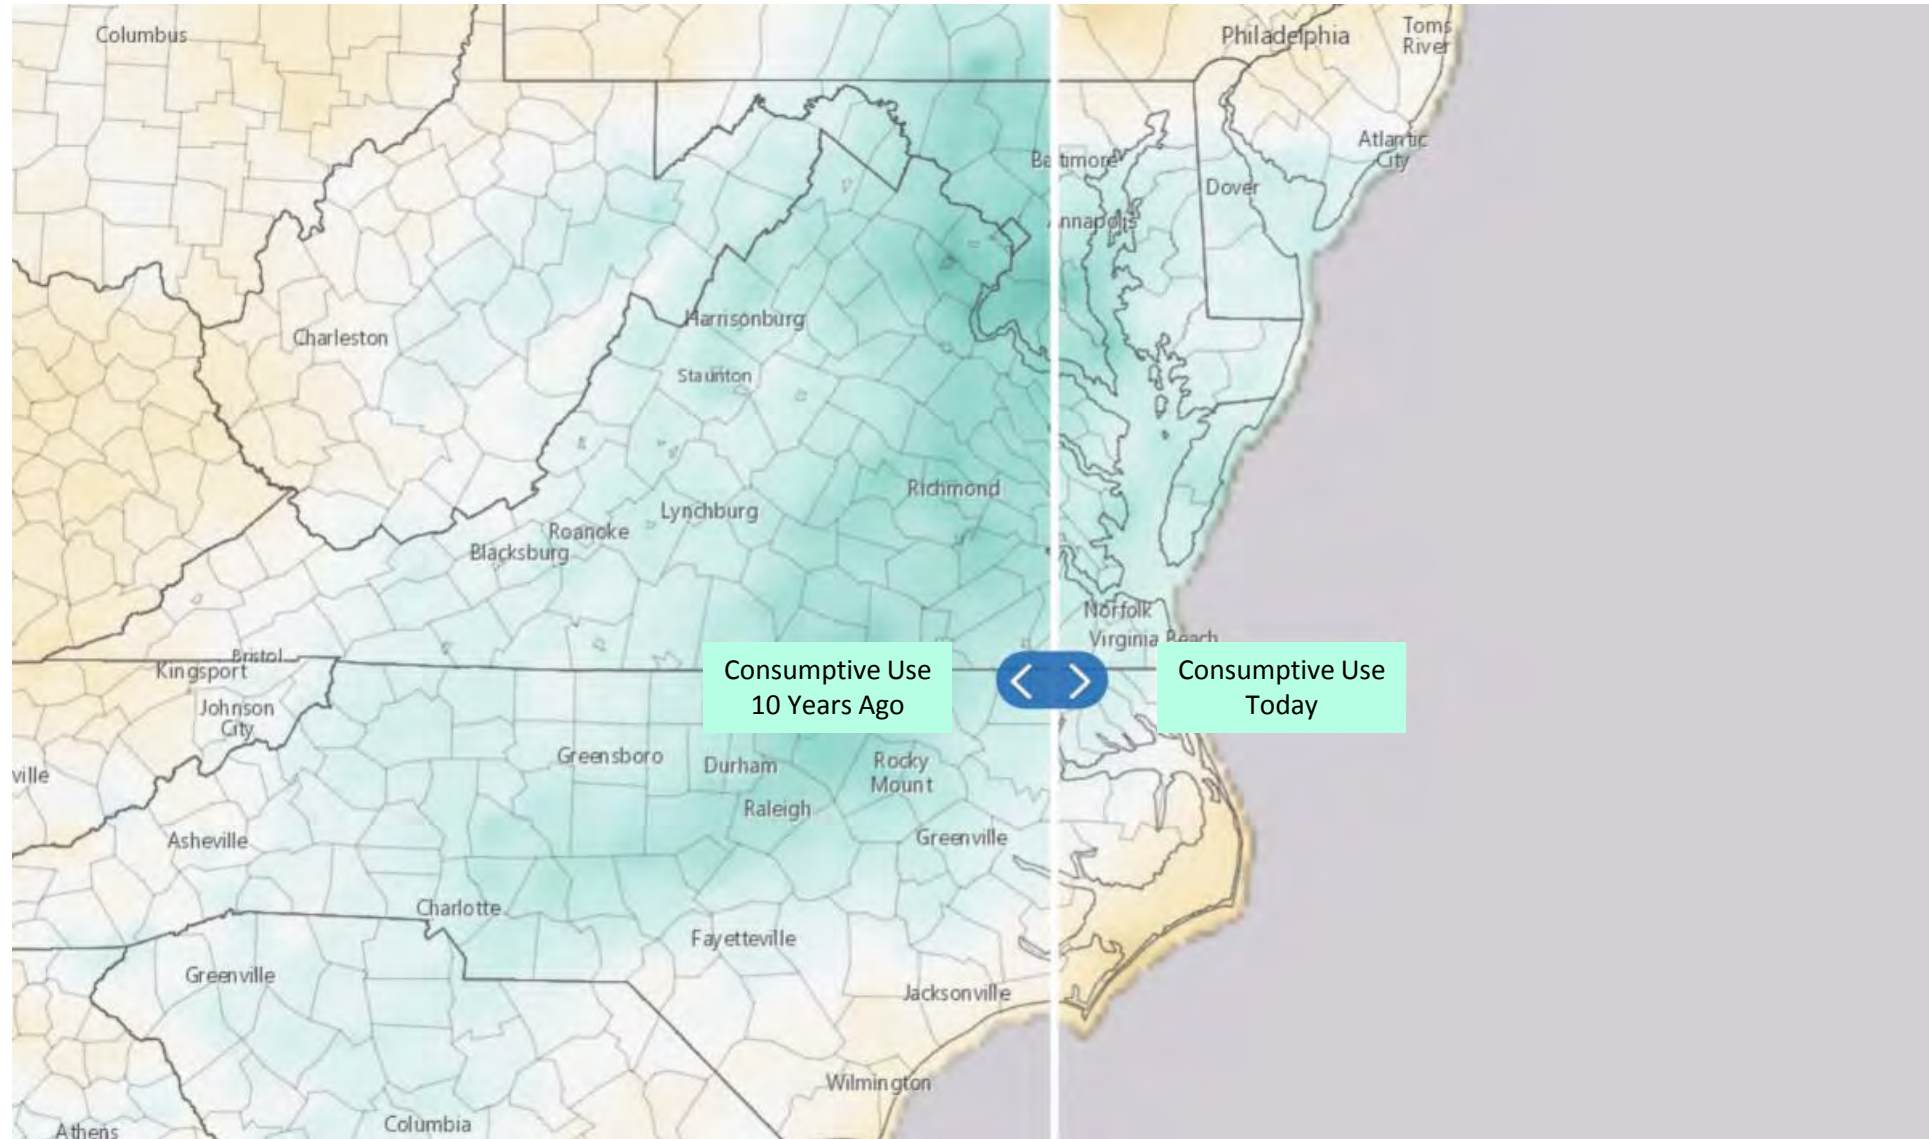 Columbus
Philadelphia
Toms
River
Atlantic
City
Baltimore
Dover
Annapolis
Charleston
Harrisonburg
Staunton
Richmond
Lynchburg
Roanoke
Blacksburg
Norfolk
Virginia Beach
Bristol
Kingsport
Consumptive Use
10 Years Ago
Consumptive Use
Today
Johnson
City
Greensboro
Durham
Rocky
Mount
ville
Raleigh
Asheville
Greenville
Charlotte
Fayetteville
Greenville
Jacksonville
Wilmington
Columbia
Athens